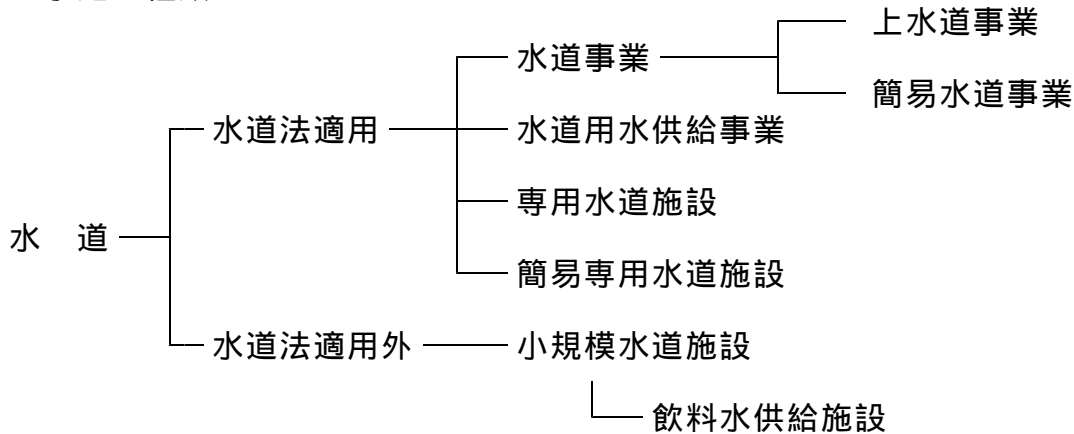 上水道事業
水道事業
簡易水道事業
水道法適用
水道用水供給事業
専用水道施設
水　道
簡易専用水道施設
水道法適用外
小規模水道施設
飲料水供給施設